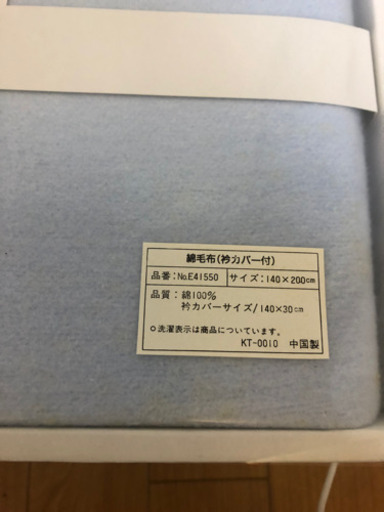 綿毛布(衿カバー付)
品番:No.E41550 サイズ:140×200cm
品質:綿100%
衿カバーサイズ/140×30cm
○洗濯表示は商品についています。
KT-0010 中国製